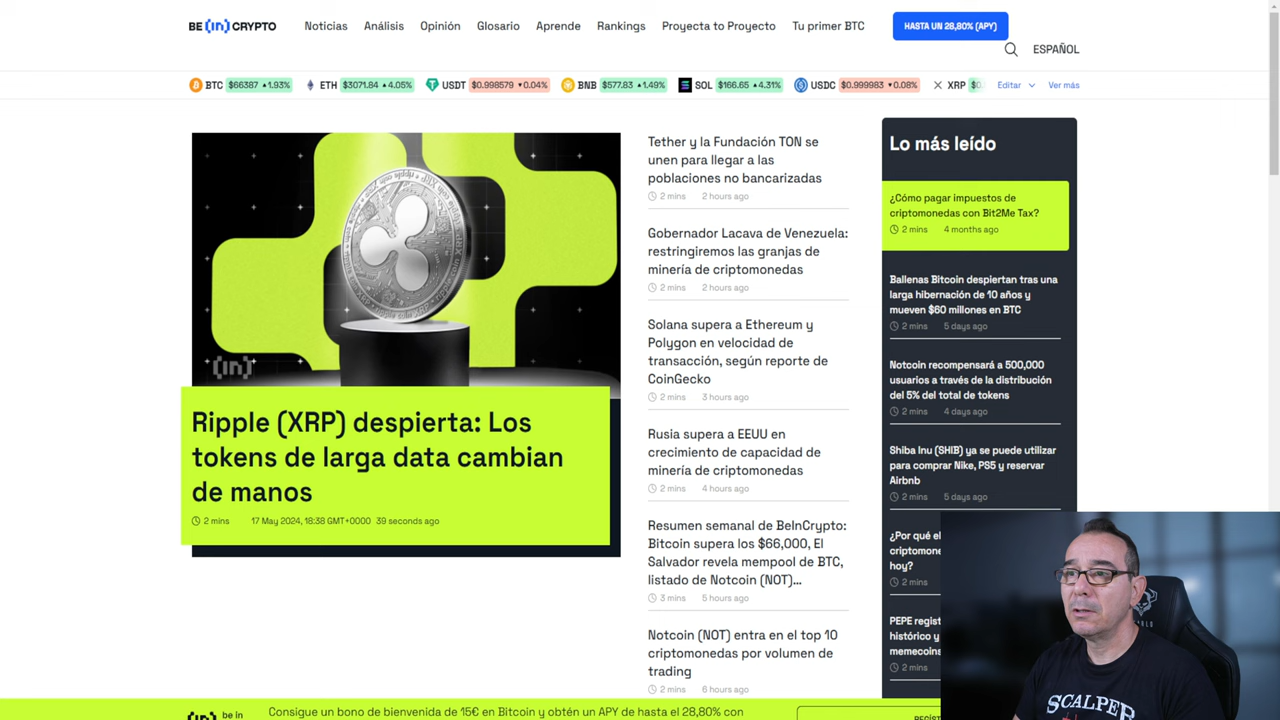 BE[in]CRYPTO
Noticias Análisis Opinión Glosario Aprende Rankings Proyecta to Proyecto Tu primer BTC
HASTA UN 28,80% (APY)
ESPAÑOL
BTC $66387 ▲1.93% ETH $3071.84 ▲4.05% USDT $0.998579 ▼0.04% BNB $577.83 ▲1.49% SOL $166.65 ▲4.31% USDC $0.999983 ▼0.08% XRP $0. Editar Ver más
[in]
Ripple (XRP) despierta: Los
tokens de larga data cambian
de manos
2 mins 17 May 2024, 18:38 GMT+0000 39 seconds ago
Tether y la Fundación TON se
unen para llegar a las
poblaciones no bancarizadas
2 mins 2 hours ago
Gobernador Lacava de Venezuela:
restringiremos las granjas de
minería de criptomonedas
2 mins 2 hours ago
Solana supera a Ethereum y
Polygon en velocidad de
transacción, según reporte de
CoinGecko
2 mins 3 hours ago
Rusia supera a EEUU en
crecimiento de capacidad de
minería de criptomonedas
2 mins 4 hours ago
Resumen semanal de BeInCrypto:
Bitcoin supera los $66,000, El
Salvador revela mempool de BTC,
listado de Notcoin (NOT)...
3 mins 5 hours ago
Notcoin (NOT) entra en el top 10
criptomonedas por volumen de
trading
2 mins 6 hours ago
Lo más leído
¿Cómo pagar impuestos de
criptomonedas con Bit2Me Tax?
2 mins 4 months ago
Ballenas Bitcoin despiertan tras una
larga hibernación de 10 años y
mueven $60 millones en BTC
2 mins 5 days ago
Notcoin recompensará a 500,000
usuarios a través de la distribución
del 5% del total de tokens
2 mins 4 days ago
Shiba Inu (SHIB) ya se puede utilizar
para comprar Nike, PS5 y reservar
Airbnb
2 mins 5 days ago
¿Por qué el
criptomone
hoy?
2 mins
PEPE regist
histórico y
memecoins
2 mins
SCALPER
be in
Consigue un bono de bienvenida de 15€ en Bitcoin y obtén un APY de hasta el 28,80% con